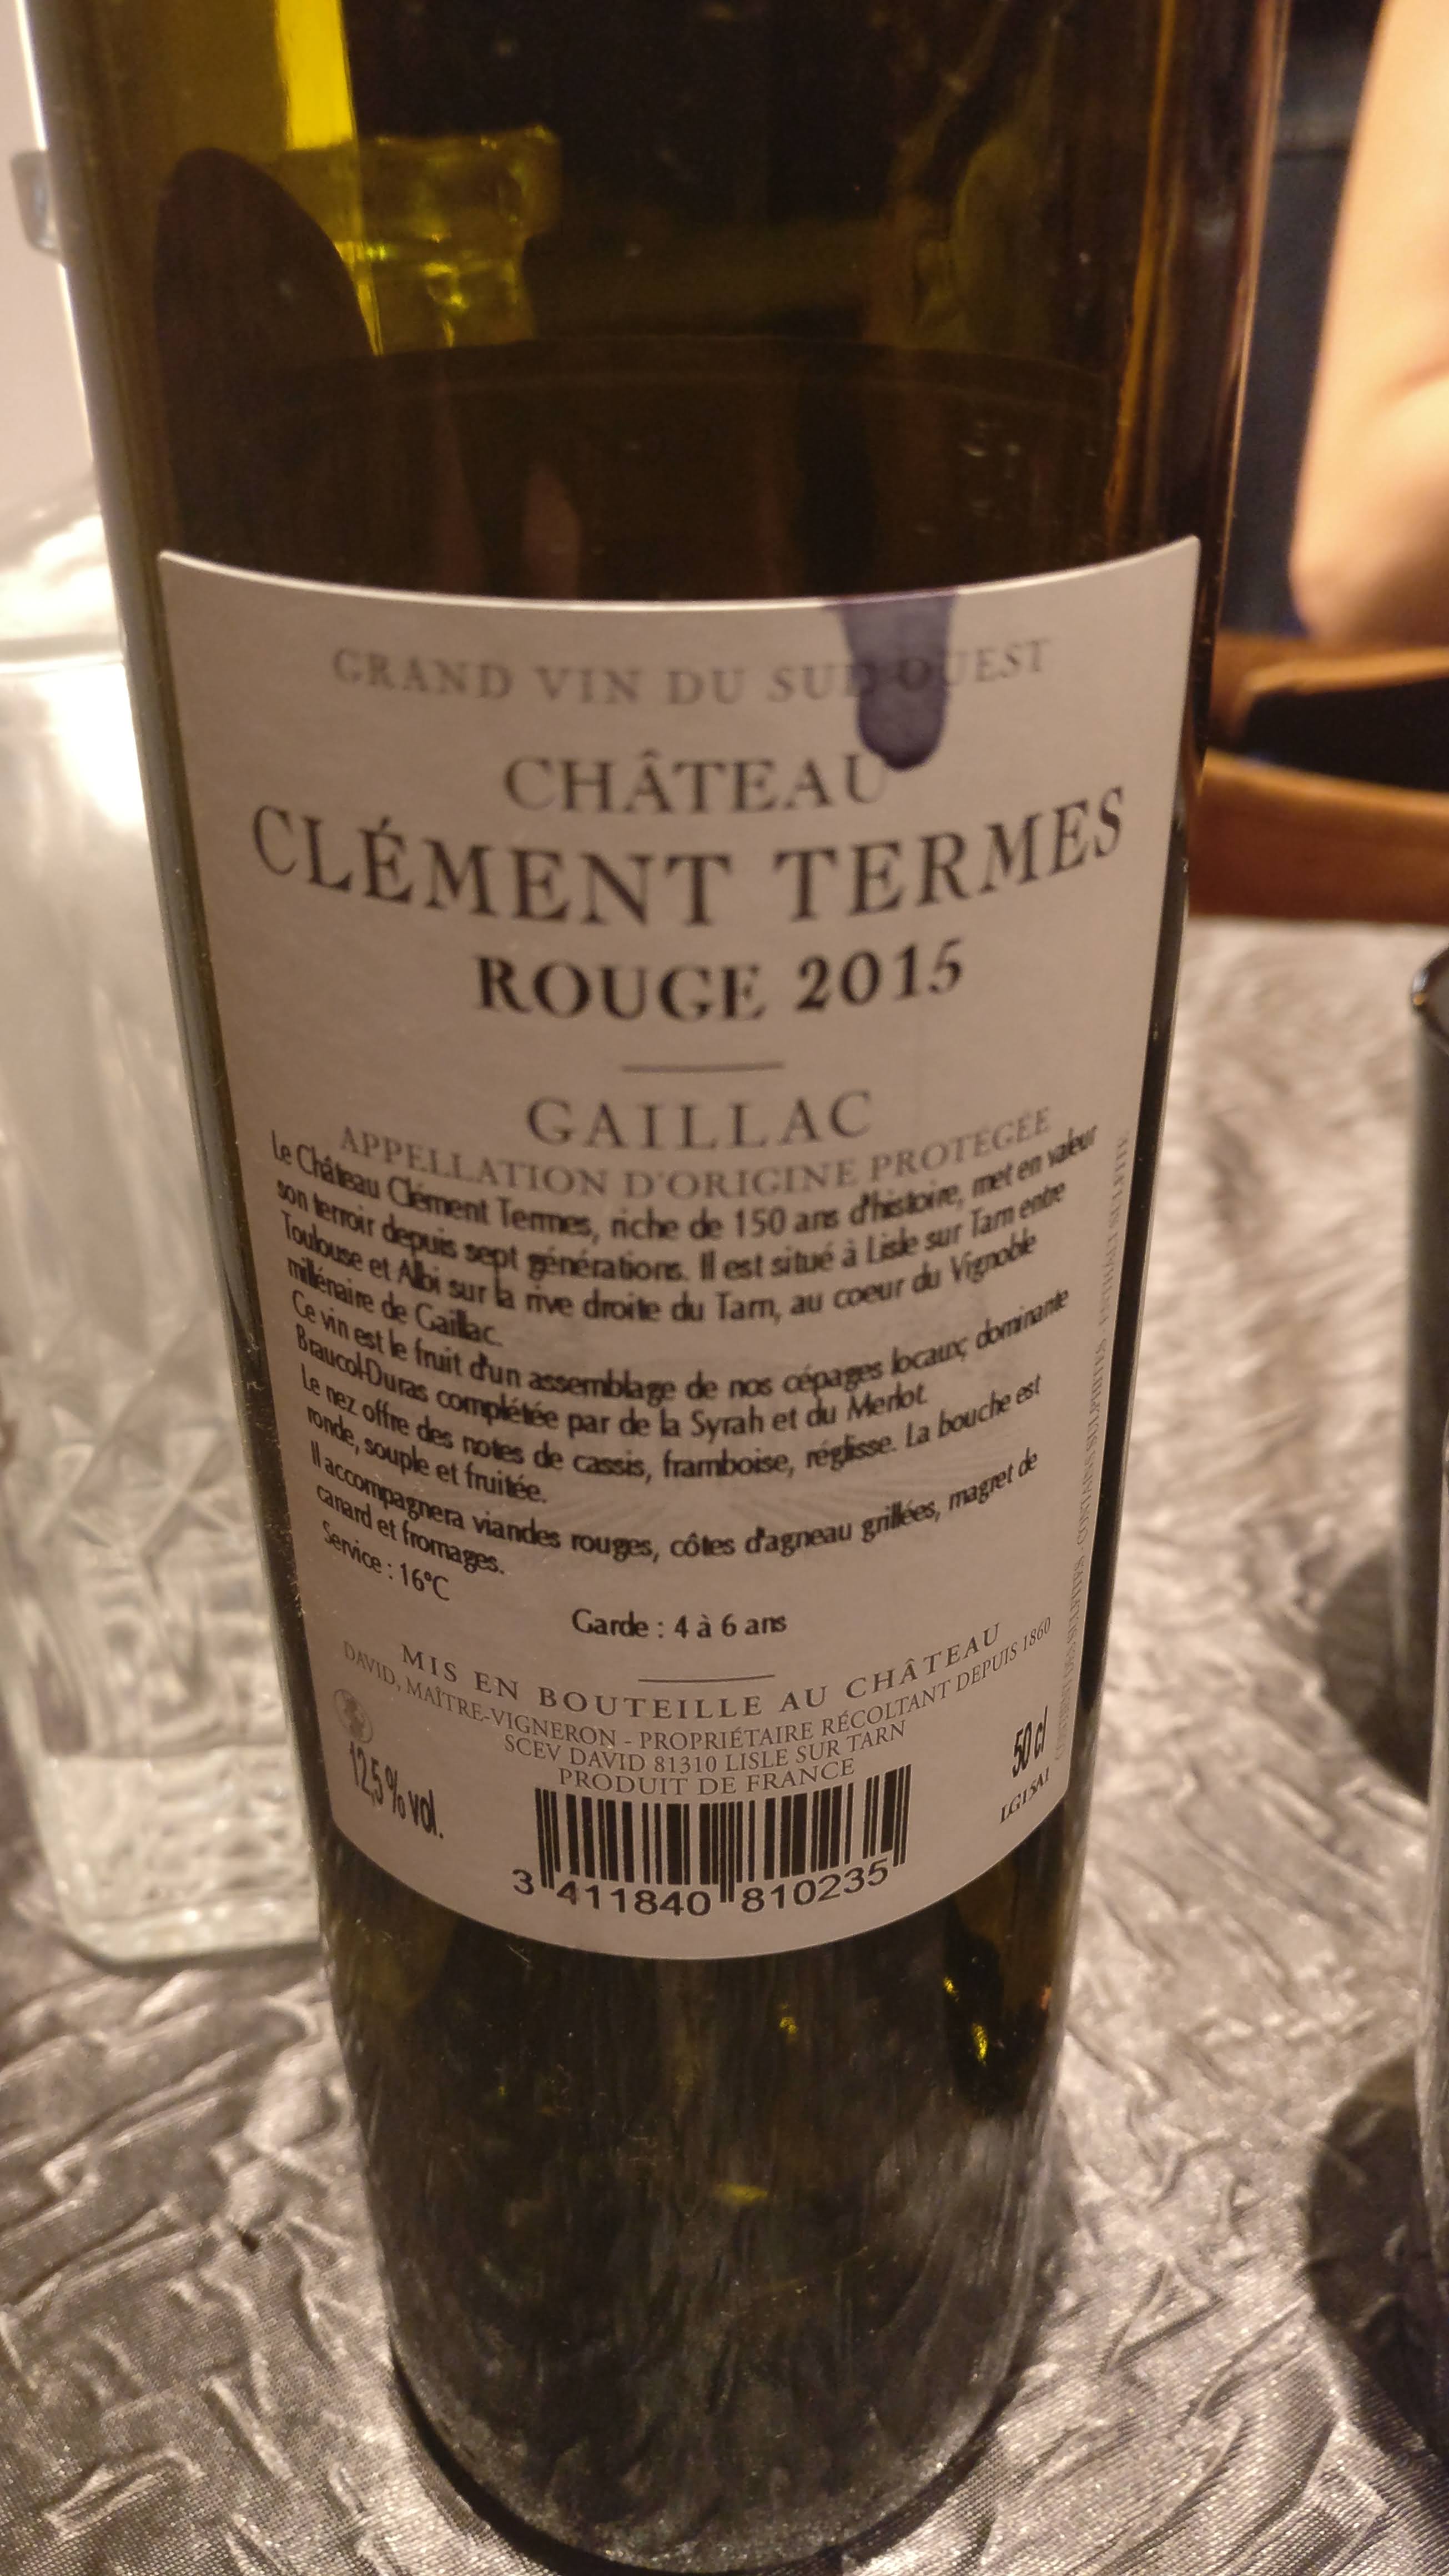 GRAND VIN DU SUD OUEST
CHÂTEAU
CLÉMENT TERMES
ROUGE 2015
GAILLAC
APPELLATION D'ORIGINE PROTÉGÉE
Le Château Clément Termes, riche de 150 ans d'histoire, met en valeur
son terroir depuis sept générations. Il est situé à Lisle sur Tarn entre
Toulouse et Albi sur la rive droite du Tarn, au coeur du Vignoble
millénaire de Gaillac.
Ce vin est le fruit d'un assemblage de nos cépages locaux; dominante
Braucol-Duras complétée par de la Syrah et du Merlot.
Le nez offre des notes de cassis, framboise, réglisse. La bouche est
ronde, souple et fruitée.
Il accompagnera viandes rouges, côtes d'agneau grillées, magret de
canard et fromages.
Service : 16°C
Garde : 4 à 6 ans
MIS EN BOUTEILLE AU CHÂTEAU
DAVID, MAÎTRE-VIGNERON - PROPRIÉTAIRE RÉCOLTANT DEPUIS 1860
SCEV DAVID 81310 LISLE SUR TARN
PRODUIT DE FRANCE
12,5 % vol.
50 cl
LG15A1
3 411840 810235